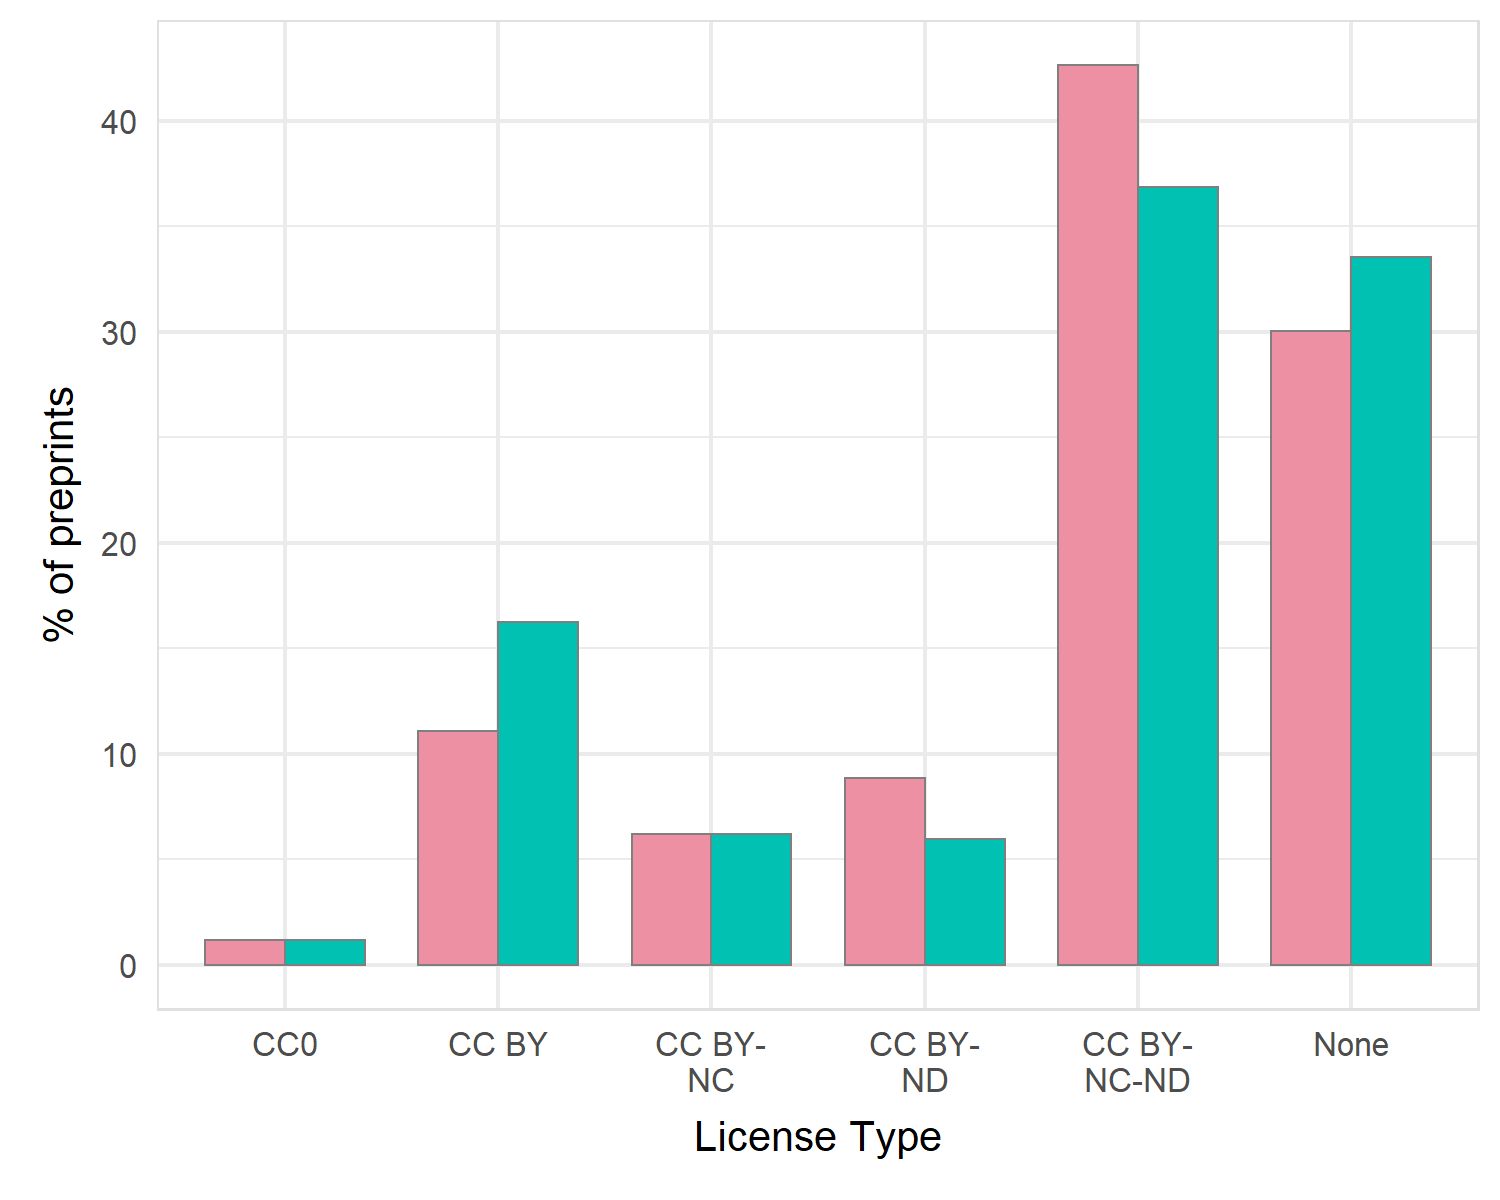 % of preprints
40
30
20
10
0
CC0
CC BY
CC BY-
NC
CC BY-
ND
CC BY-
NC-ND
None
License Type